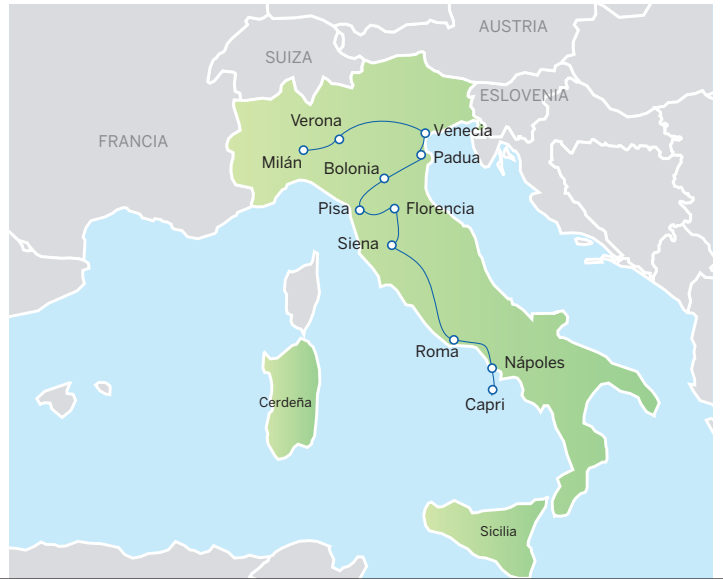 AUSTRIA
SUIZA
ESLOVENIA
FRANCIA
Verona
Venecia
Milán
Padua
Bolonia
Pisa
Florencia
Siena
Roma
Nápoles
Cerdeña
Capri
Sicilia